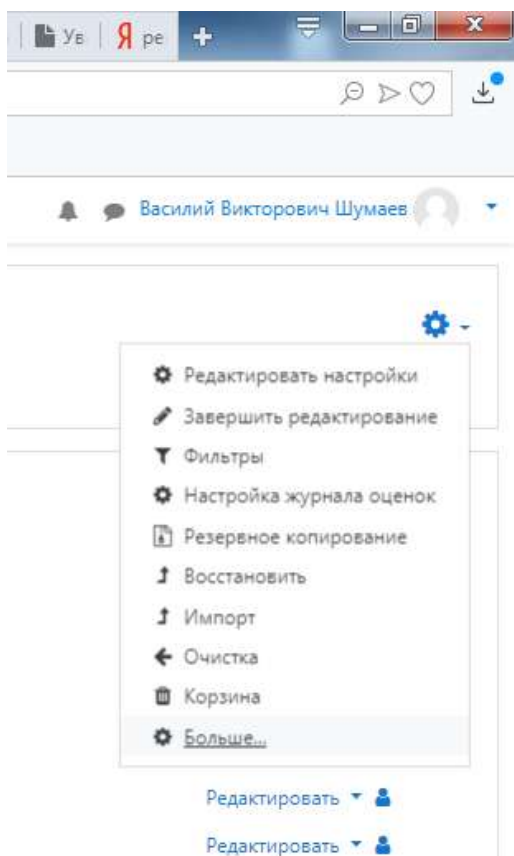 Ув Я ре
Василий Викторович Шумаев
Редактировать настройки
Завершить редактирование
Фильтры
Настройка журнала оценок
Резервное копирование
Восстановить
Импорт
Очистка
Корзина
Больше...
Редактировать
Редактировать